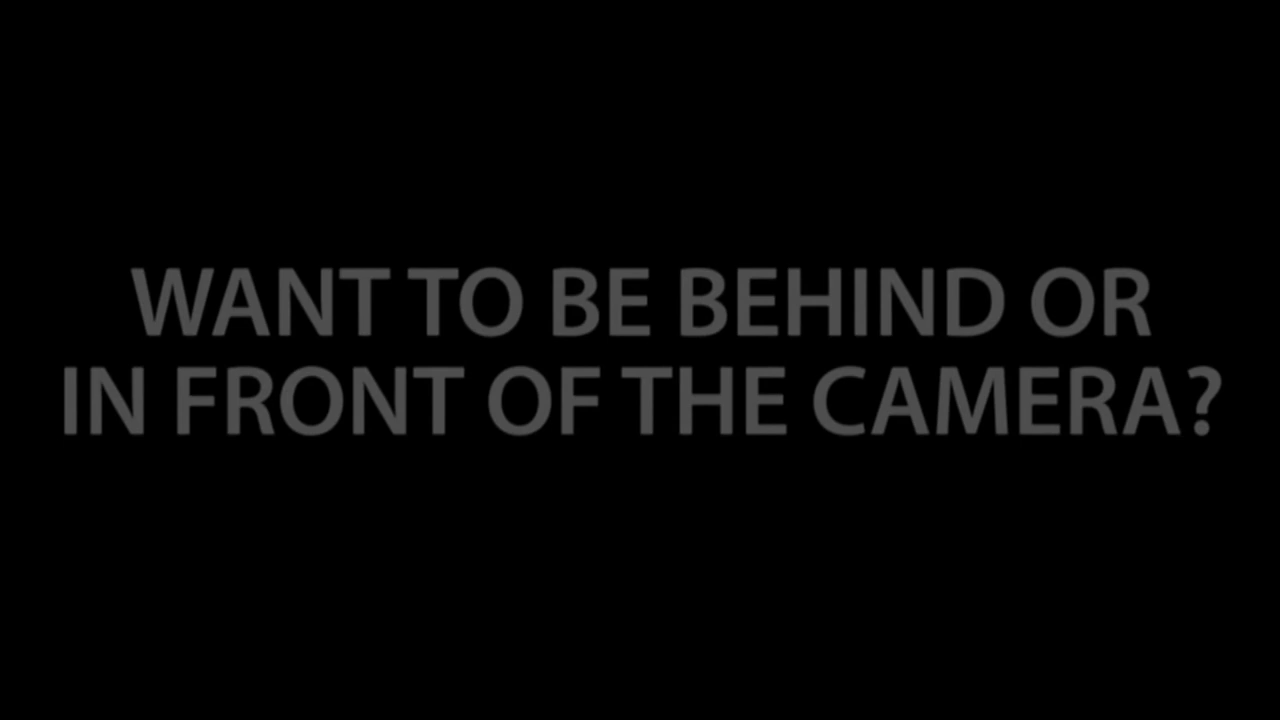 WANT TO BE BEHIND OR
IN FRONT OF THE CAMERA?